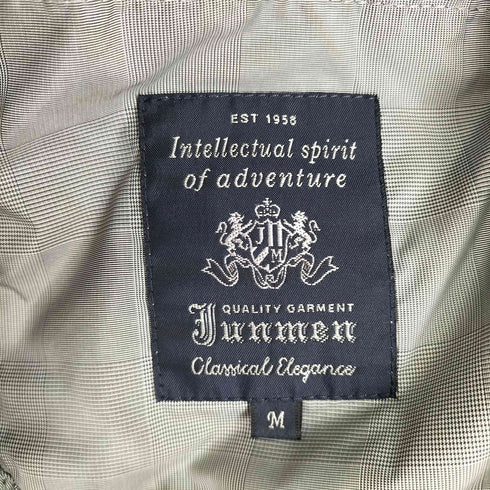 EST 1958
Intellectual spirit
of adventure
J M
QUALITY GARMENT
Junmen
Classical Elegance
M